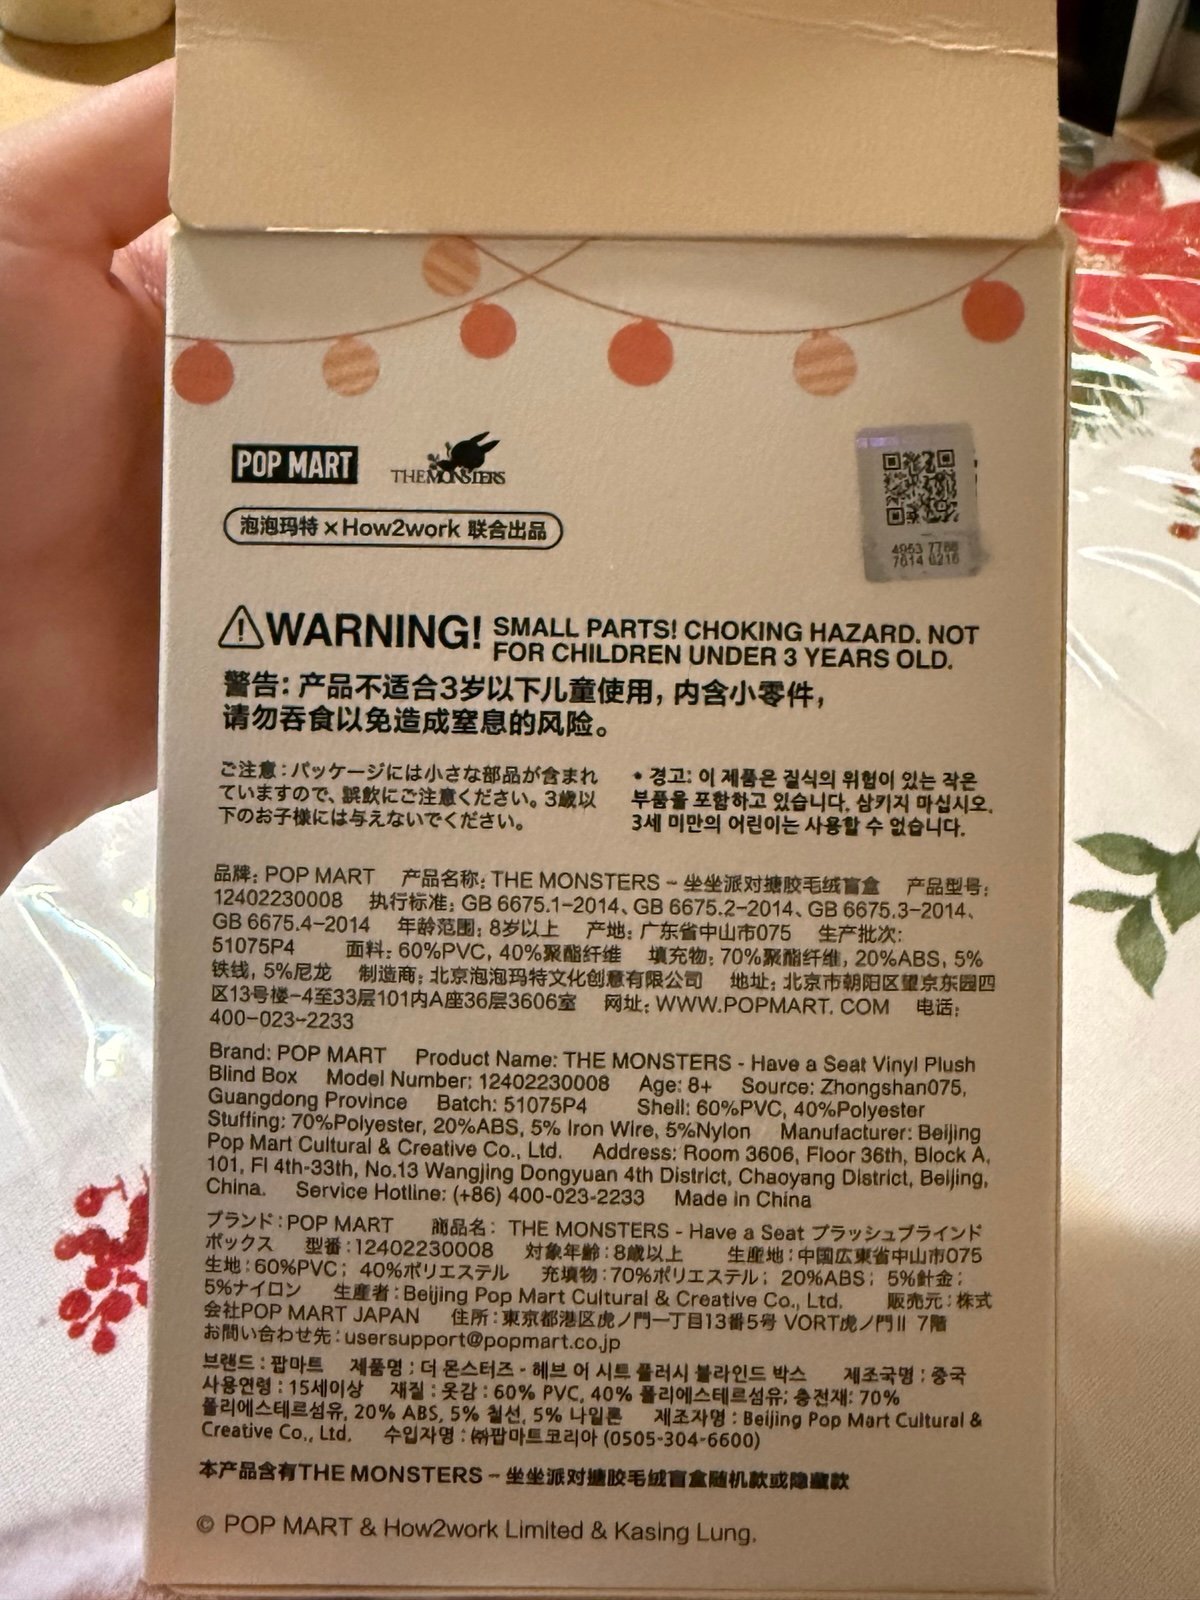 POP MART
THE MONSTERS
泡泡玛特×How2work 联合出品
4953 7788
7614 6216
WARNING! SMALL PARTS! CHOKING HAZARD. NOT
FOR CHILDREN UNDER 3 YEARS OLD.
警告: 产品不适合3岁以下儿童使用, 内含小零件,
请勿吞食以免造成窒息的风险。
ご注意:パッケージには小さな部品が含まれ
ていますので、誤飲にご注意ください。3歳以
下のお子様には与えないでください。
• 경고: 이 제품은 질식의 위험이 있는 작은
부품을 포함하고 있습니다. 삼키지 마십시오.
3세 미만의 어린이는 사용할 수 없습니다.
品牌: POP MART 产品名称: THE MONSTERS – 坐坐派对搪胶毛绒盲盒 产品型号:
12402230008 执行标准: GB 6675.1–2014、GB 6675.2–2014、GB 6675.3–2014、
GB 6675.4–2014 年龄范围: 8岁以上 产地: 广东省中山市075 生产批次:
51075P4 面料: 60%PVC, 40%聚酯纤维 填充物: 70%聚酯纤维, 20%ABS, 5%
铁线, 5%尼龙 制造商: 北京泡泡玛特文化创意有限公司 地址: 北京市朝阳区望京东园四
区13号楼–4至33层101内A座36层3606室 网址: WWW.POPMART. COM 电话:
400–023–2233
Brand: POP MART Product Name: THE MONSTERS - Have a Seat Vinyl Plush
Blind Box Model Number: 12402230008 Age: 8+ Source: Zhongshan075,
Guangdong Province Batch: 51075P4 Shell: 60%PVC, 40%Polyester
Stuffing: 70%Polyester, 20%ABS, 5% Iron Wire, 5%Nylon Manufacturer: Beijing
Pop Mart Cultural & Creative Co., Ltd. Address: Room 3606, Floor 36th, Block A,
101, Fl 4th-33th, No.13 Wangjing Dongyuan 4th District, Chaoyang District, Beijing,
China. Service Hotline: (+86) 400-023-2233 Made in China
ブランド:POP MART 商品名: THE MONSTERS - Have a Seat プラッシュブラインド
ボックス 型番:12402230008 対象年齢:8歳以上 生産地:中国広東省中山市075
生地:60%PVC; 40%ポリエステル 充填物:70%ポリエステル; 20%ABS; 5%針金;
5%ナイロン 生産者:Beijing Pop Mart Cultural & Creative Co., Ltd. 販売元:株式
会社POP MART JAPAN 住所:東京都港区虎ノ門一丁目13番5号 VORT虎ノ門Ⅱ 7階
お問い合わせ先:usersupport@popmart.co.jp
브랜드 : 팝마트 제품명 ; 더 몬스터즈 - 헤브 어 시트 플러시 블라인드 박스 제조국명 ; 중국
사용연령 : 15세이상 재질 : 옷감 : 60% PVC, 40% 폴리에스테르섬유; 충전재: 70%
폴리에스테르섬유, 20% ABS, 5% 철선, 5% 나일론 제조자명 : Beijing Pop Mart Cultural &
Creative Co., Ltd. 수입자명 : ㈜팝마트코리아 (0505-304-6600)
本产品含有THE MONSTERS – 坐坐派对搪胶毛绒盲盒随机款或隐藏款
© POP MART & How2work Limited & Kasing Lung.